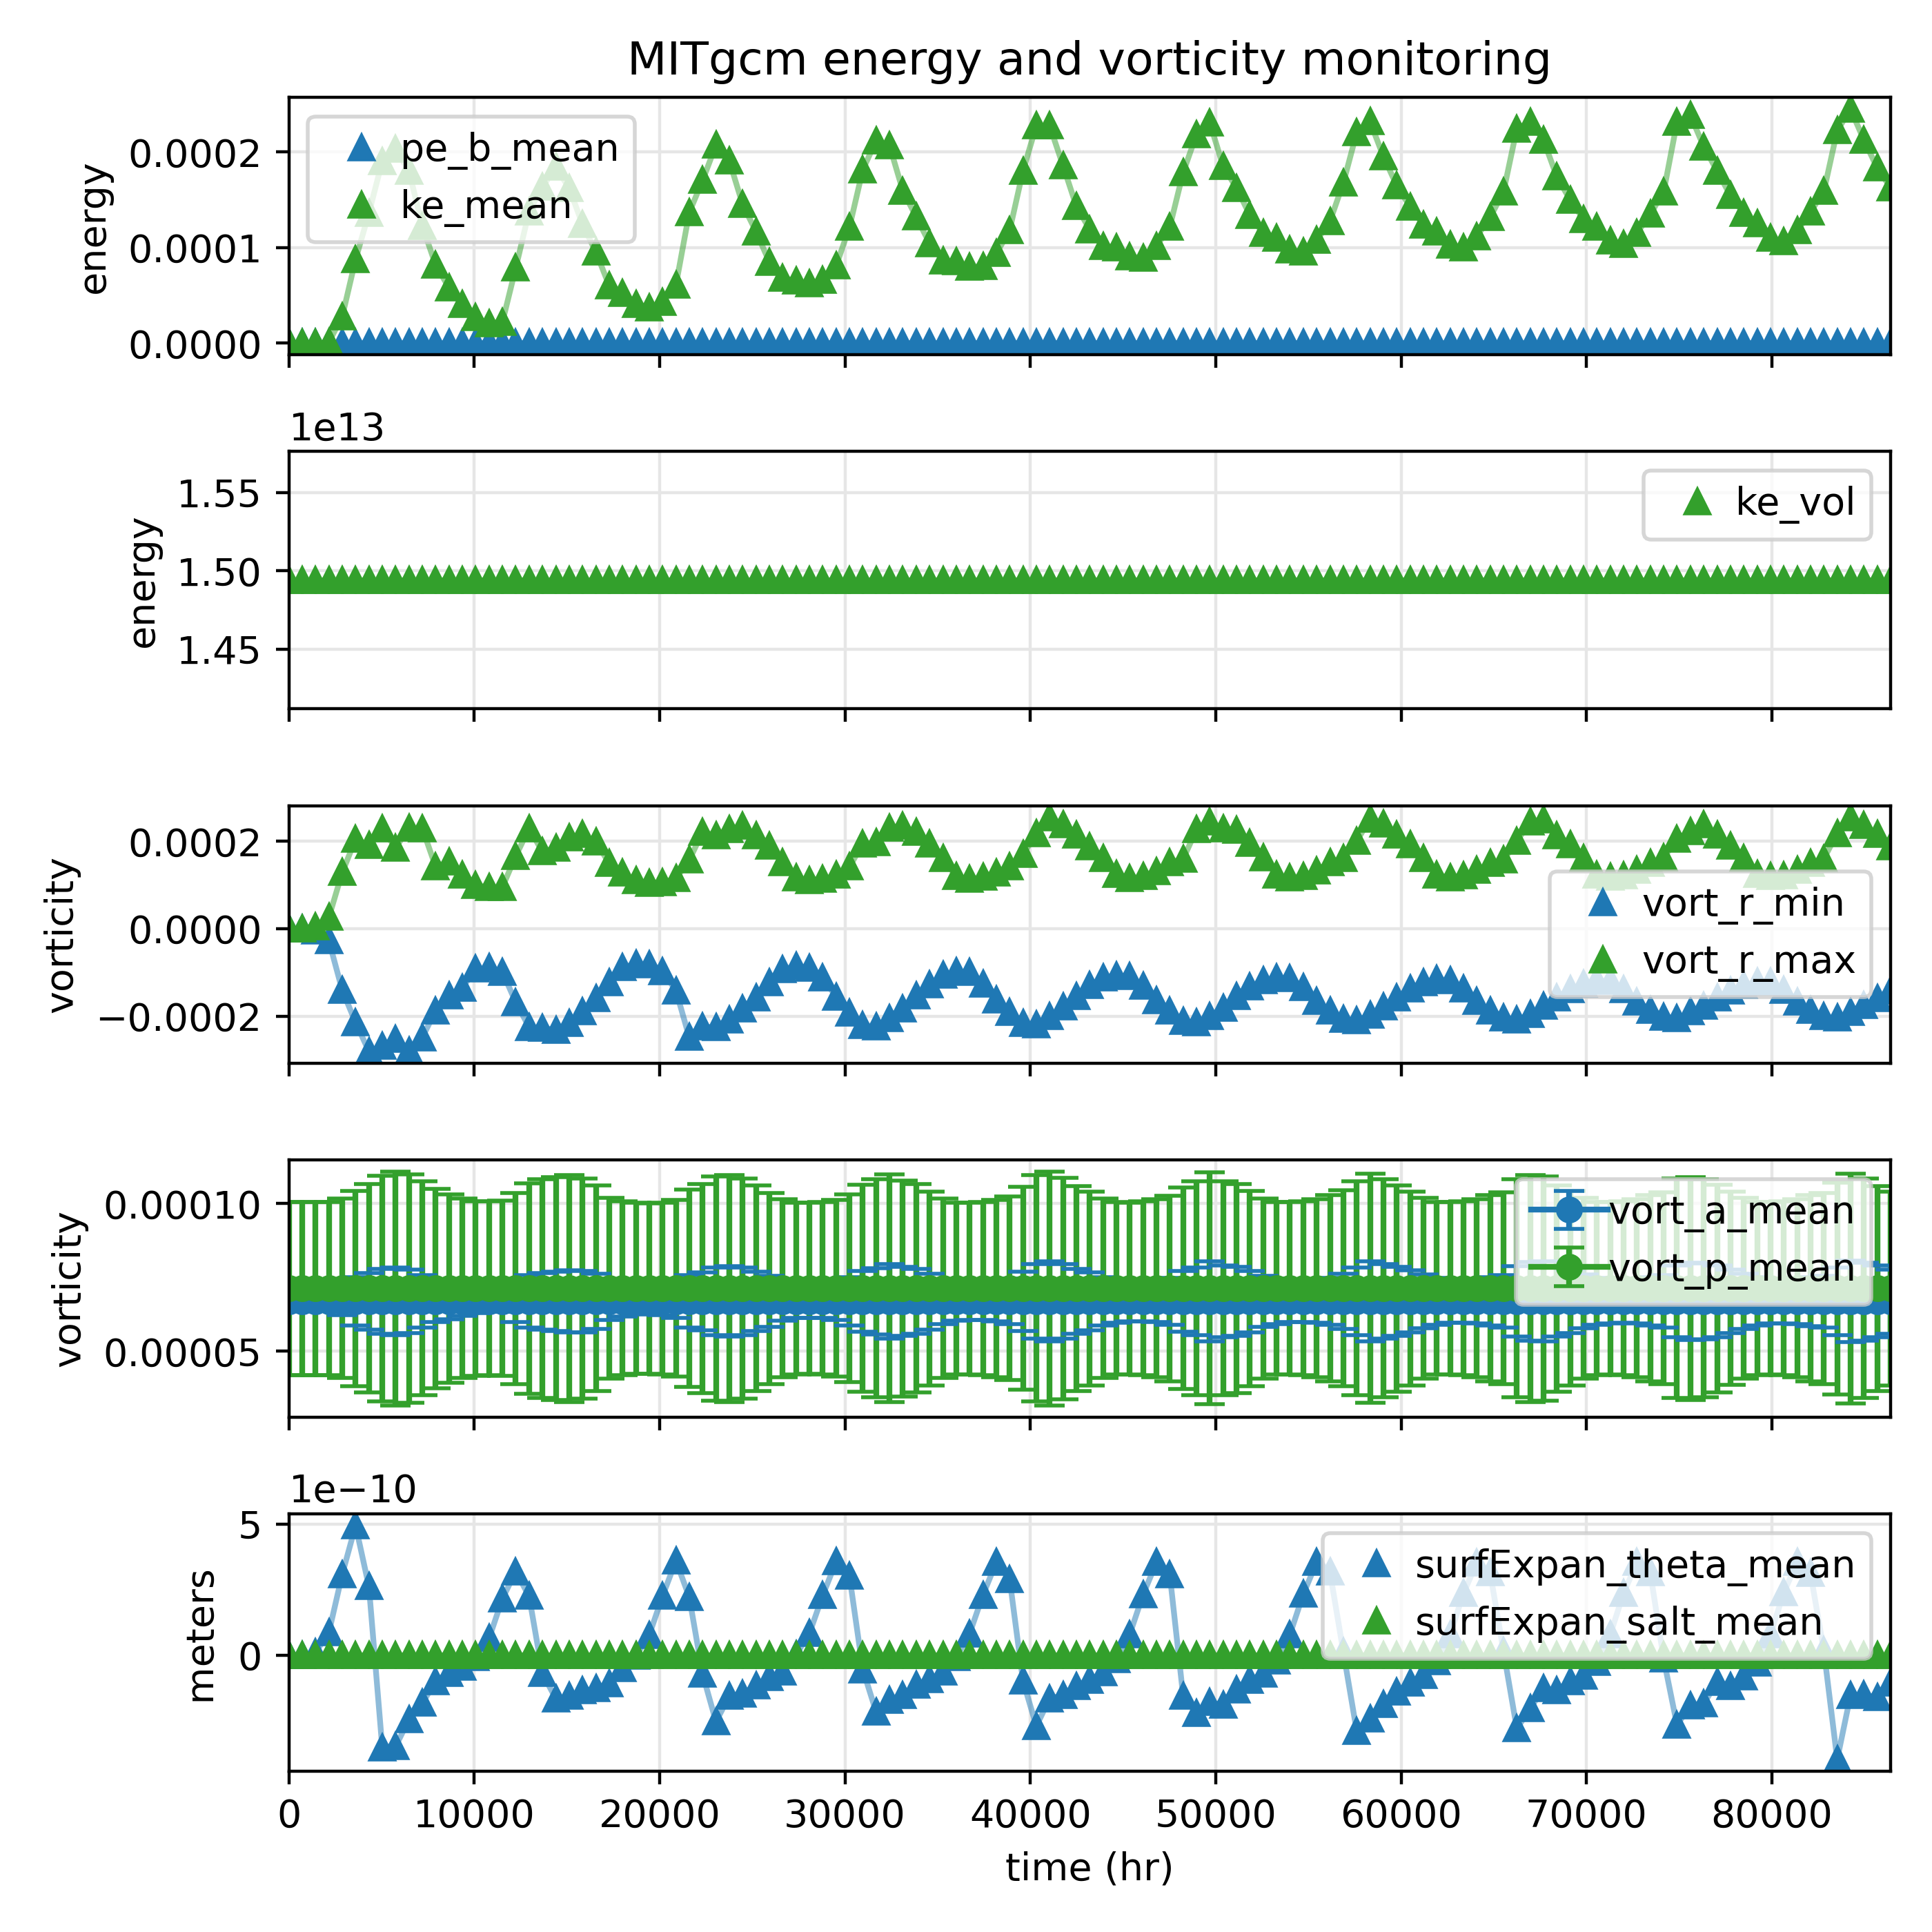 MITgcm energy and vorticity monitoring
energy
0.0002
0.0001
0.0000
pe_b_mean
ke_mean
1e13
energy
1.55
1.50
1.45
ke_vol
vorticity
0.0002
0.0000
−0.0002
vort_r_min
vort_r_max
vorticity
0.00010
0.00005
vort_a_mean
vort_p_mean
1e−10
meters
5
0
surfExpan_theta_mean
surfExpan_salt_mean
0 10000 20000 30000 40000 50000 60000 70000 80000
time (hr)